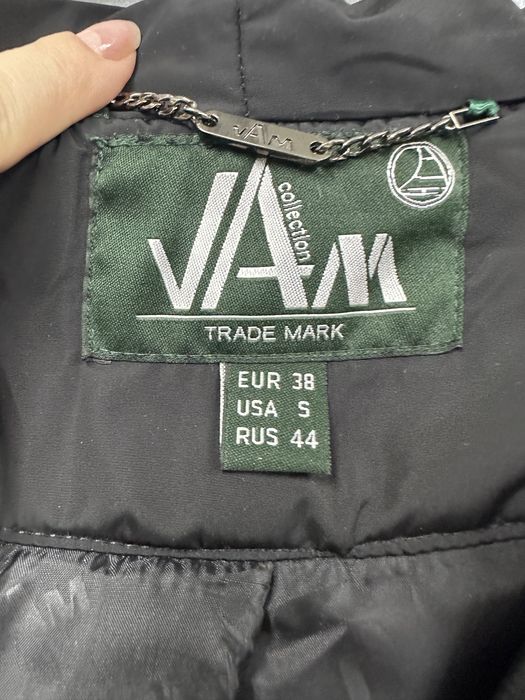 VAM
VAM
collection
TRADE MARK
EUR 38
USA S
RUS 44